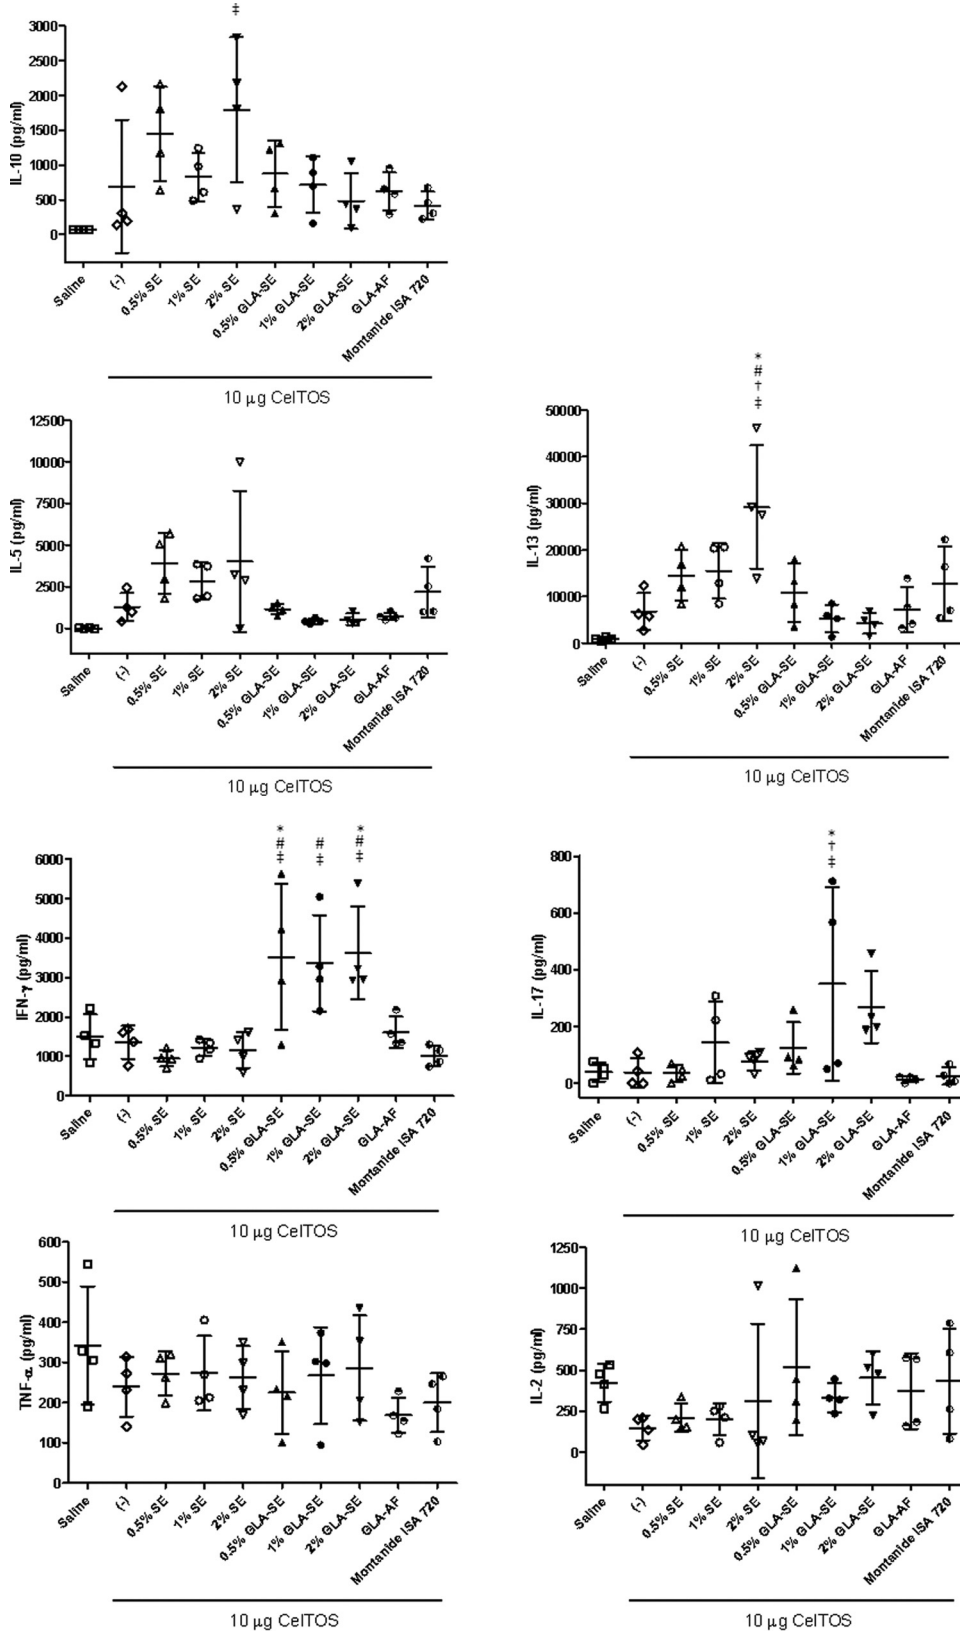 ‡
3000
2500
2000
1500
1000
500
0
IL-10 (pg/ml)
Saline
(-)
0.5% SE
1% SE
2% SE
0.5% GLA-SE
1% GLA-SE
2% GLA-SE
GLA-AF
Montanide ISA 720
10 µg CelTOS
12500
10000
7500
5000
2500
0
IL-5 (pg/ml)
Saline
(-)
0.5% SE
1% SE
2% SE
0.5% GLA-SE
1% GLA-SE
2% GLA-SE
GLA-AF
Montanide ISA 720
10 µg CelTOS
*
#
†
‡
50000
40000
30000
20000
10000
0
IL-13 (pg/ml)
Saline
(-)
0.5% SE
1% SE
2% SE
0.5% GLA-SE
1% GLA-SE
2% GLA-SE
GLA-AF
Montanide ISA 720
10 µg CelTOS
* *
# # #
‡ ‡ ‡
6000
5000
4000
3000
2000
1000
0
IFN-γ (pg/ml)
Saline
(-)
0.5% SE
1% SE
2% SE
0.5% GLA-SE
1% GLA-SE
2% GLA-SE
GLA-AF
Montanide ISA 720
10 µg CelTOS
*
†
‡
800
600
400
200
0
IL-17 (pg/ml)
Saline
(-)
0.5% SE
1% SE
2% SE
0.5% GLA-SE
1% GLA-SE
2% GLA-SE
GLA-AF
Montanide ISA 720
10 µg CelTOS
600
500
400
300
200
100
0
TNF-α (pg/ml)
Saline
(-)
0.5% SE
1% SE
2% SE
0.5% GLA-SE
1% GLA-SE
2% GLA-SE
GLA-AF
Montanide ISA 720
10 µg CelTOS
1250
1000
750
500
250
0
IL-2 (pg/ml)
Saline
(-)
0.5% SE
1% SE
2% SE
0.5% GLA-SE
1% GLA-SE
2% GLA-SE
GLA-AF
Montanide ISA 720
10 µg CelTOS